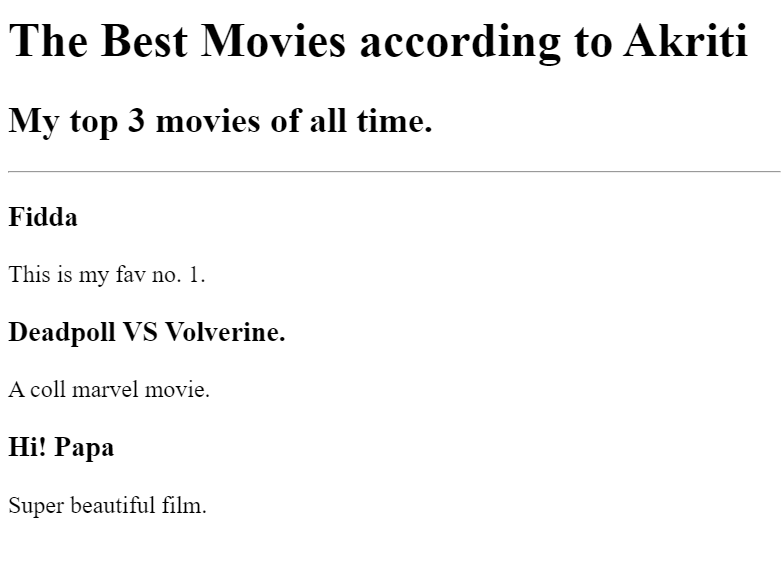 The Best Movies according to Akriti
My top 3 movies of all time.
Fidda
This is my fav no. 1.
Deadpoll VS Volverine.
A coll marvel movie.
Hi! Papa
Super beautiful film.